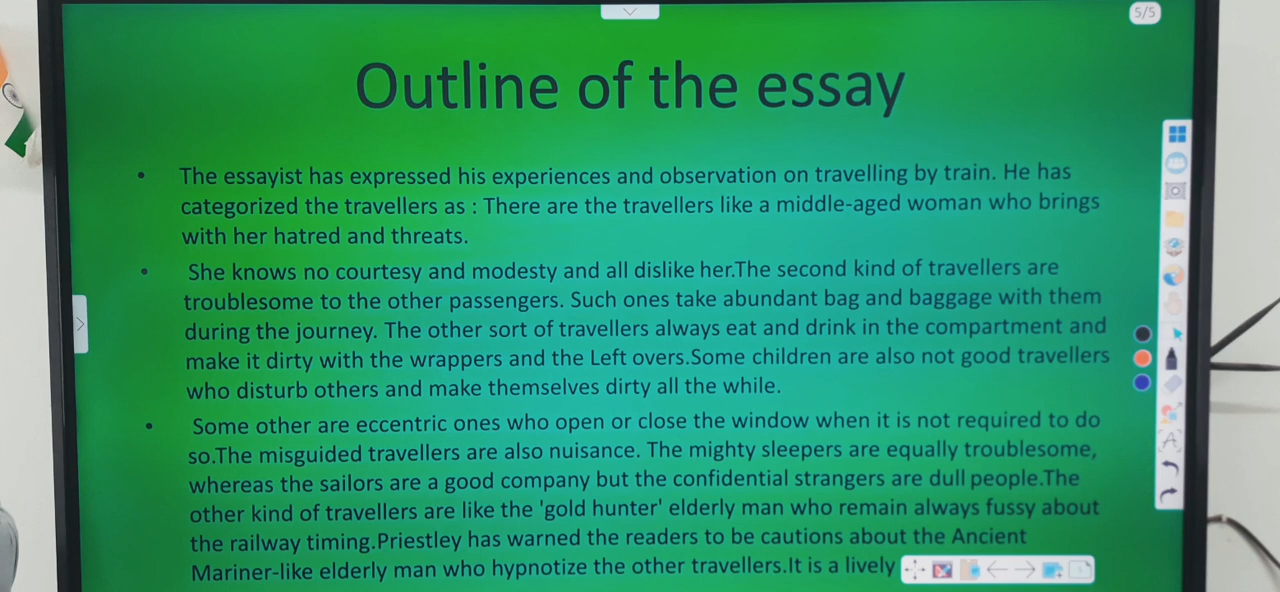 5/5
Outline of the essay
• The essayist has expressed his experiences and observation on travelling by train. He has
categorized the travellers as : There are the travellers like a middle-aged woman who brings
with her hatred and threats.
• She knows no courtesy and modesty and all dislike her.The second kind of travellers are
troublesome to the other passengers. Such ones take abundant bag and baggage with them
during the journey. The other sort of travellers always eat and drink in the compartment and
make it dirty with the wrappers and the Left overs.Some children are also not good travellers
who disturb others and make themselves dirty all the while.
• Some other are eccentric ones who open or close the window when it is not required to do
so.The misguided travellers are also nuisance. The mighty sleepers are equally troublesome,
whereas the sailors are a good company but the confidential strangers are dull people.The
other kind of travellers are like the 'gold hunter' elderly man who remain always fussy about
the railway timing.Priestley has warned the readers to be cautions about the Ancient
Mariner-like elderly man who hypnotize the other travellers.It is a lively